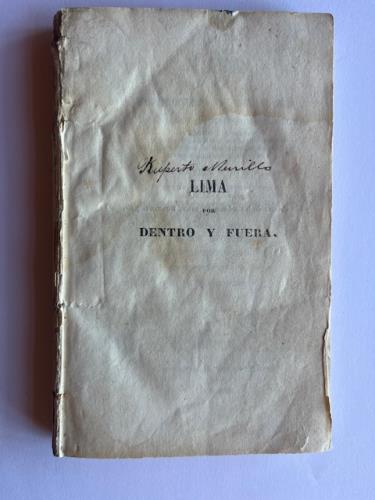 Ruperto Murillo
LIMA
POR
DENTRO Y FUERA.